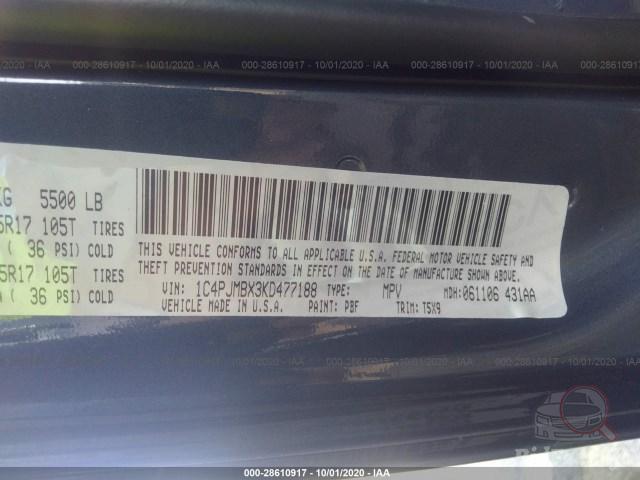 000-28610917 - 10/01/2020 - IAA
5500 LB
5R17 105T TIRES
( 36 PSI) COLD
5R17 105T TIRES
( 36 PSI) COLD
THIS VEHICLE CONFORMS TO ALL APPLICABLE U.S.A. FEDERAL MOTOR VEHICLE SAFETY AND
THEFT PREVENTION STANDARDS IN EFFECT ON THE DATE OF MANUFACTURE SHOWN ABOVE.
VIN: 1C4PJMBX3KD477188 TYPE: MPV MDH: 061106 431AA
VEHICLE MADE IN U.S.A. PAINT: PBF TRIM: T5X9
000-28610917 - 10/01/2020 - IAA